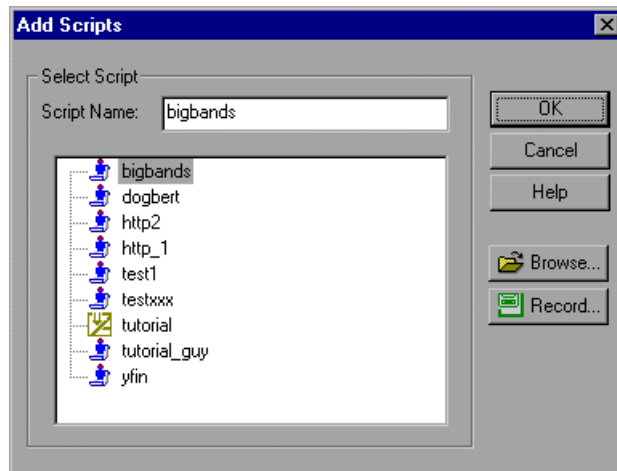 Add Scripts
Select Script
Script Name: bigbands
OK
Cancel
Help
Browse...
Record...
bigbands
dogbert
http2
http_1
test1
testxxx
tutorial
tutorial_guy
yfin